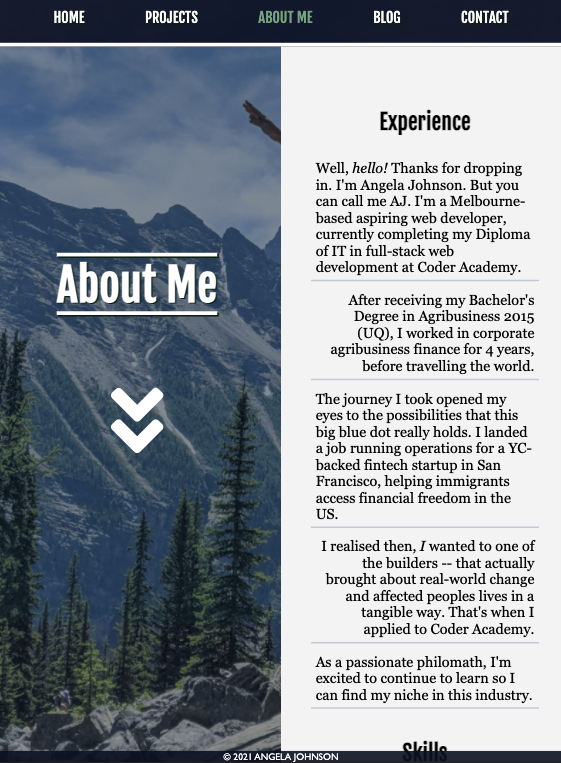 HOME PROJECTS ABOUT ME BLOG CONTACT
About Me
Experience
Well, hello! Thanks for dropping
in. I'm Angela Johnson. But you
can call me AJ. I'm a Melbourne-
based aspiring web developer,
currently completing my Diploma
of IT in full-stack web
development at Coder Academy.
After receiving my Bachelor's
Degree in Agribusiness 2015
(UQ), I worked in corporate
agribusiness finance for 4 years,
before travelling the world.
The journey I took opened my
eyes to the possibilities that this
big blue dot really holds. I landed
a job running operations for a YC-
backed fintech startup in San
Francisco, helping immigrants
access financial freedom in the
US.
I realised then, I wanted to one of
the builders -- that actually
brought about real-world change
and affected peoples lives in a
tangible way. That's when I
applied to Coder Academy.
As a passionate philomath, I'm
excited to continue to learn so I
can find my niche in this industry.
Skills
© 2021 ANGELA JOHNSON